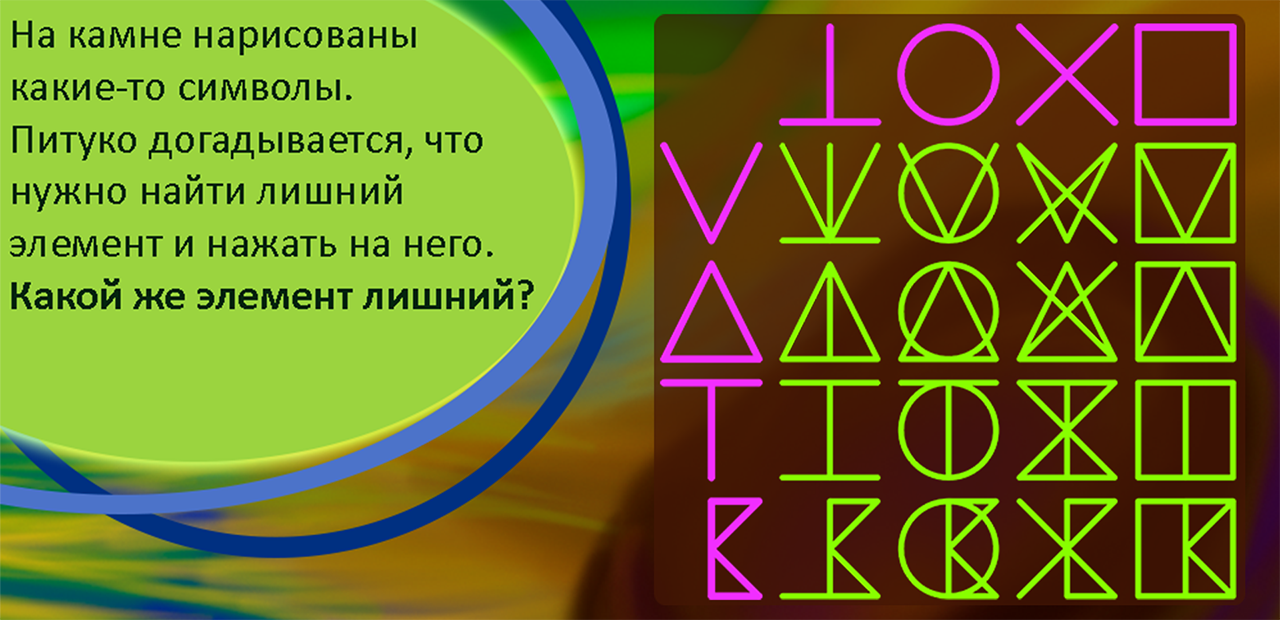 На камне нарисованы
какие-то символы.
Питуко догадывается, что
нужно найти лишний
элемент и нажать на него.
Какой же элемент лишний?